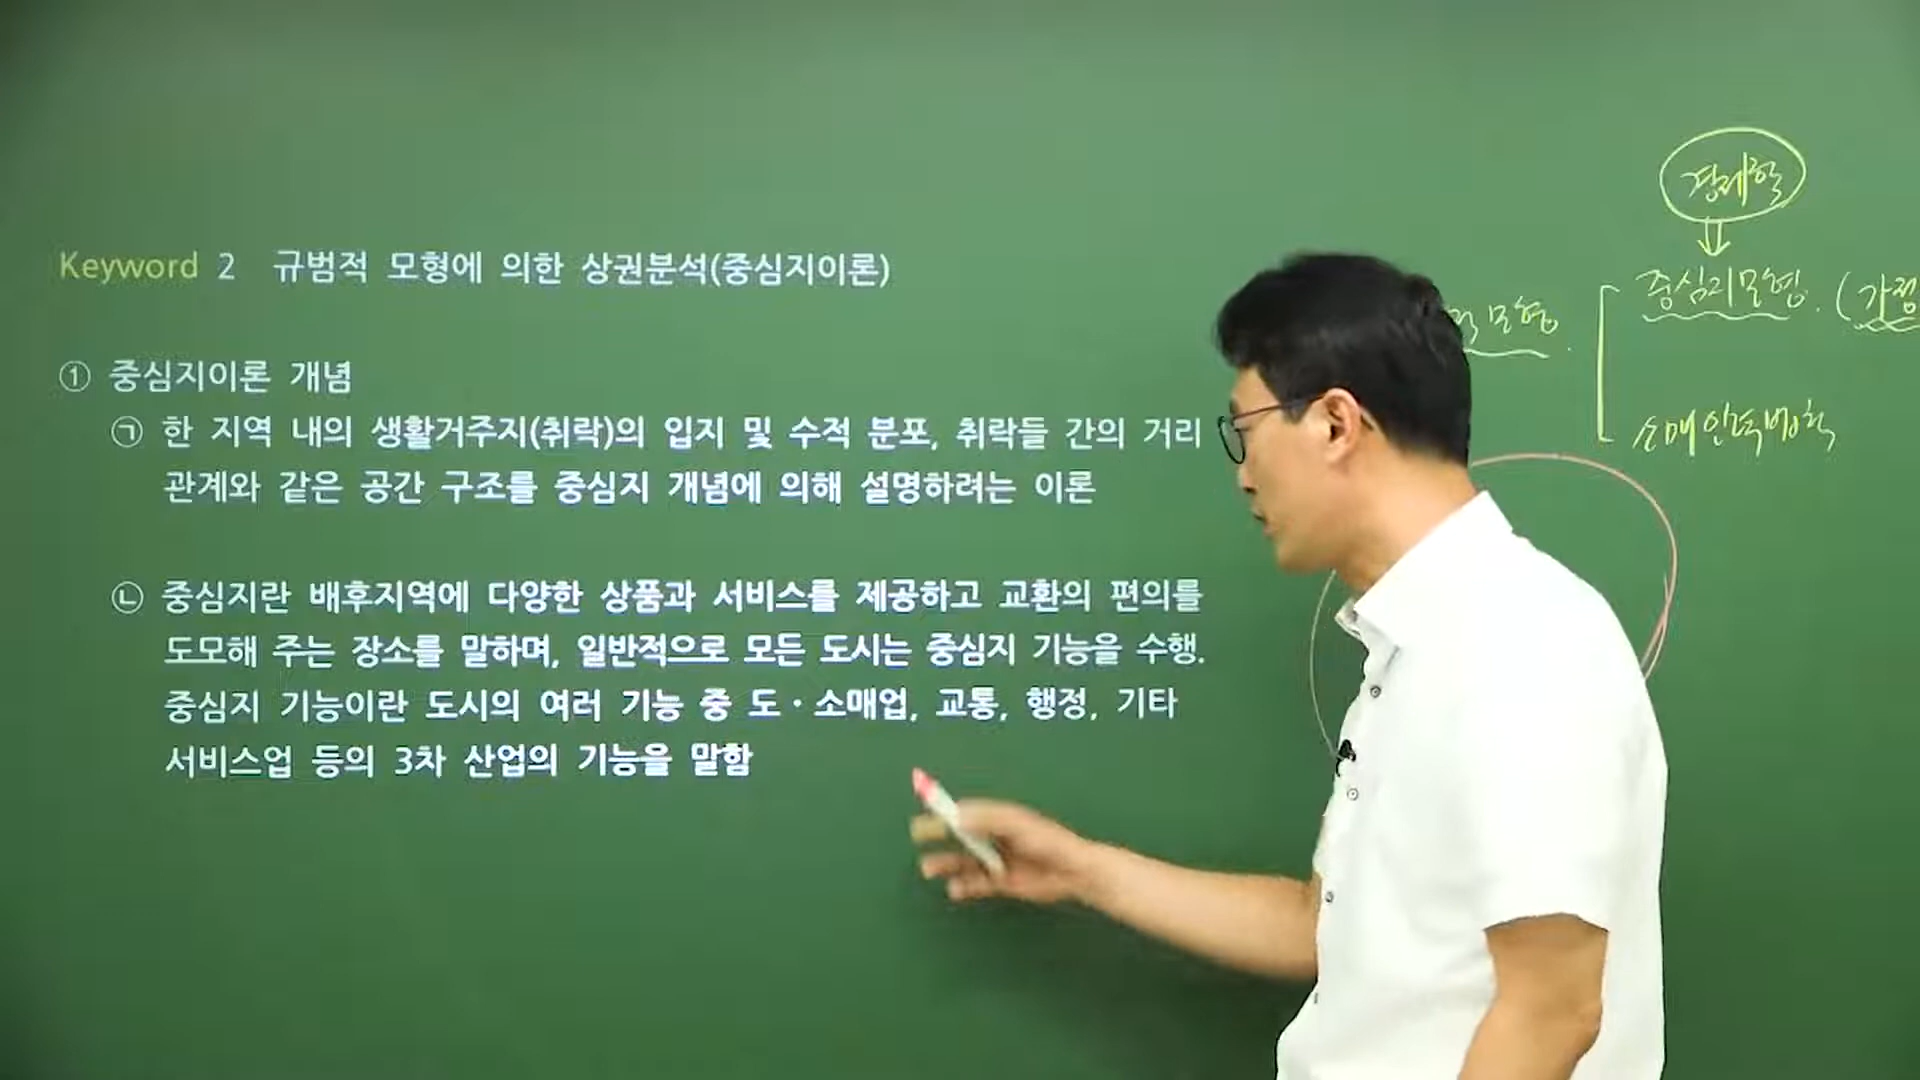 Keyword 2 규범적 모형에 의한 상권분석(중심지이론)
① 중심지이론 개념
㉠ 한 지역 내의 생활거주지(취락)의 입지 및 수적 분포, 취락들 간의 거리
관계와 같은 공간 구조를 중심지 개념에 의해 설명하려는 이론
㉡ 중심지란 배후지역에 다양한 상품과 서비스를 제공하고 교환의 편의를
도모해 주는 장소를 말하며, 일반적으로 모든 도시는 중심지 기능을 수행.
중심지 기능이란 도시의 여러 기능 중 도·소매업, 교통, 행정, 기타
서비스업 등의 3차 산업의 기능을 말함
경제학
중심지모형. (가정
모형.
소매인력법칙